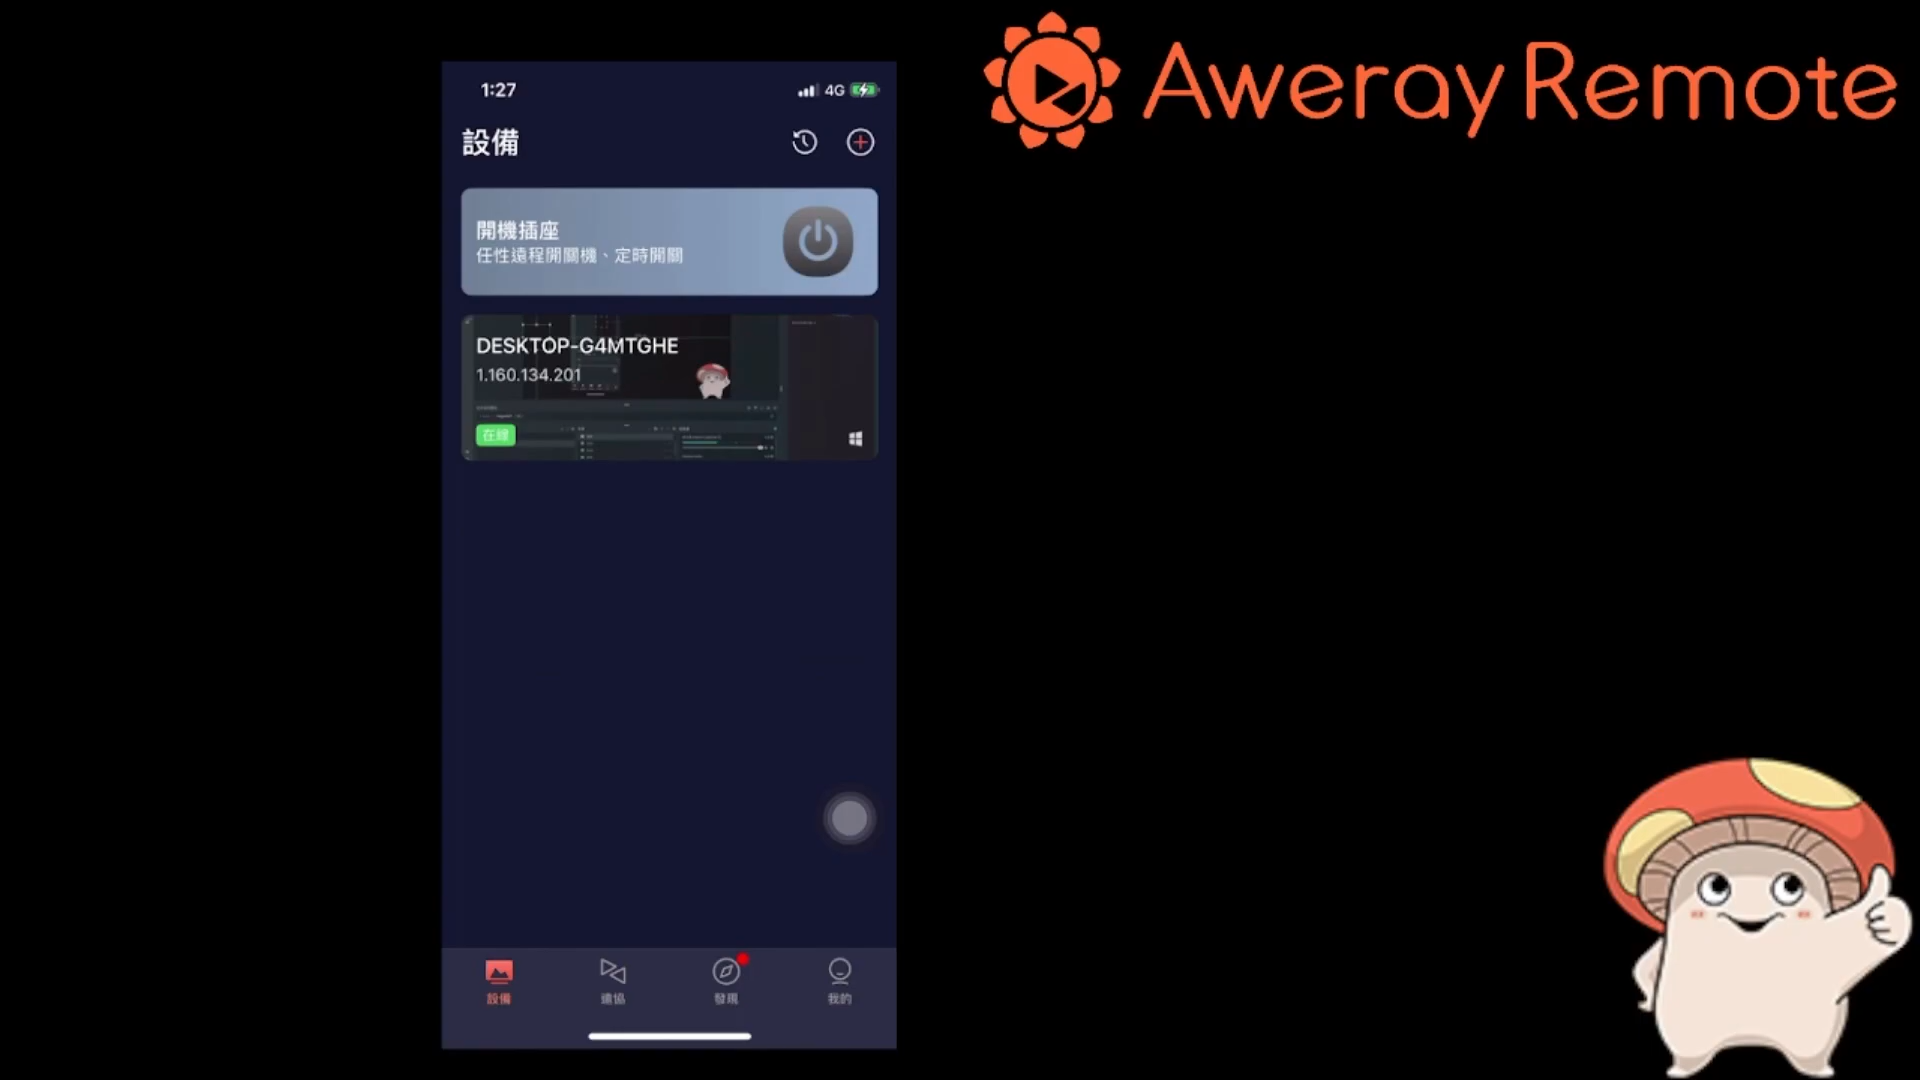 Aweray Remote
1:27
4G
設備
開機插座
任性遠程開關機、定時開關
DESKTOP-G4MTGHE
1.160.134.201
在線
設備
遠協
發現
我的